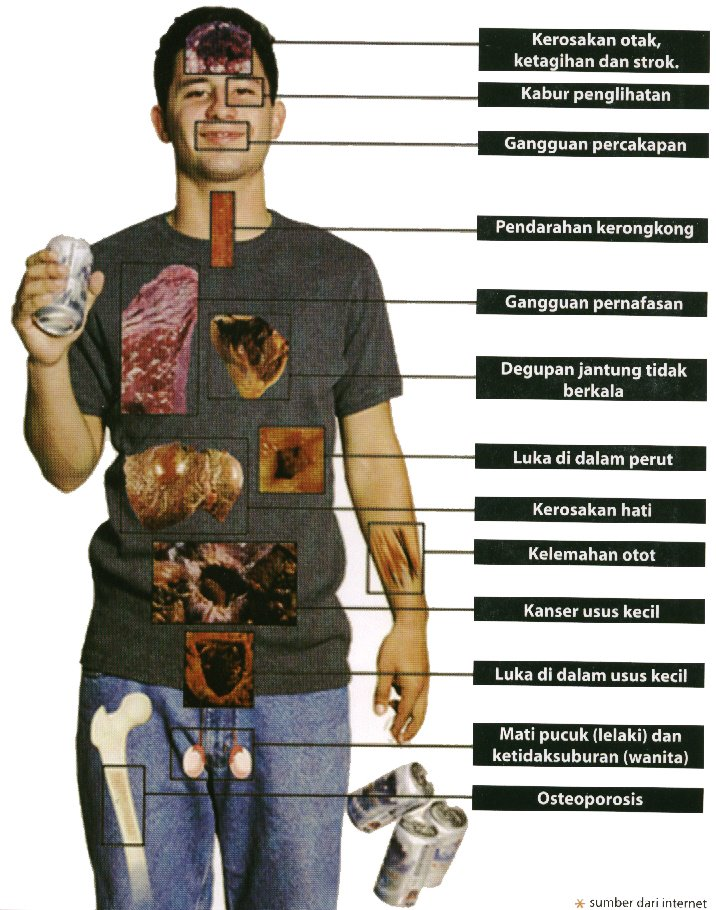 Kerosakan otak,
ketagihan dan strok.
Kabur penglihatan
Gangguan percakapan
Pendarahan kerongkong
Gangguan pernafasan
Degupan jantung tidak
berkala
Luka di dalam perut
Kerosakan hati
Kelemahan otot
Kanser usus kecil
Luka di dalam usus kecil
Mati pucuk (lelaki) dan
ketidaksuburan (wanita)
Osteoporosis
* sumber dari internet